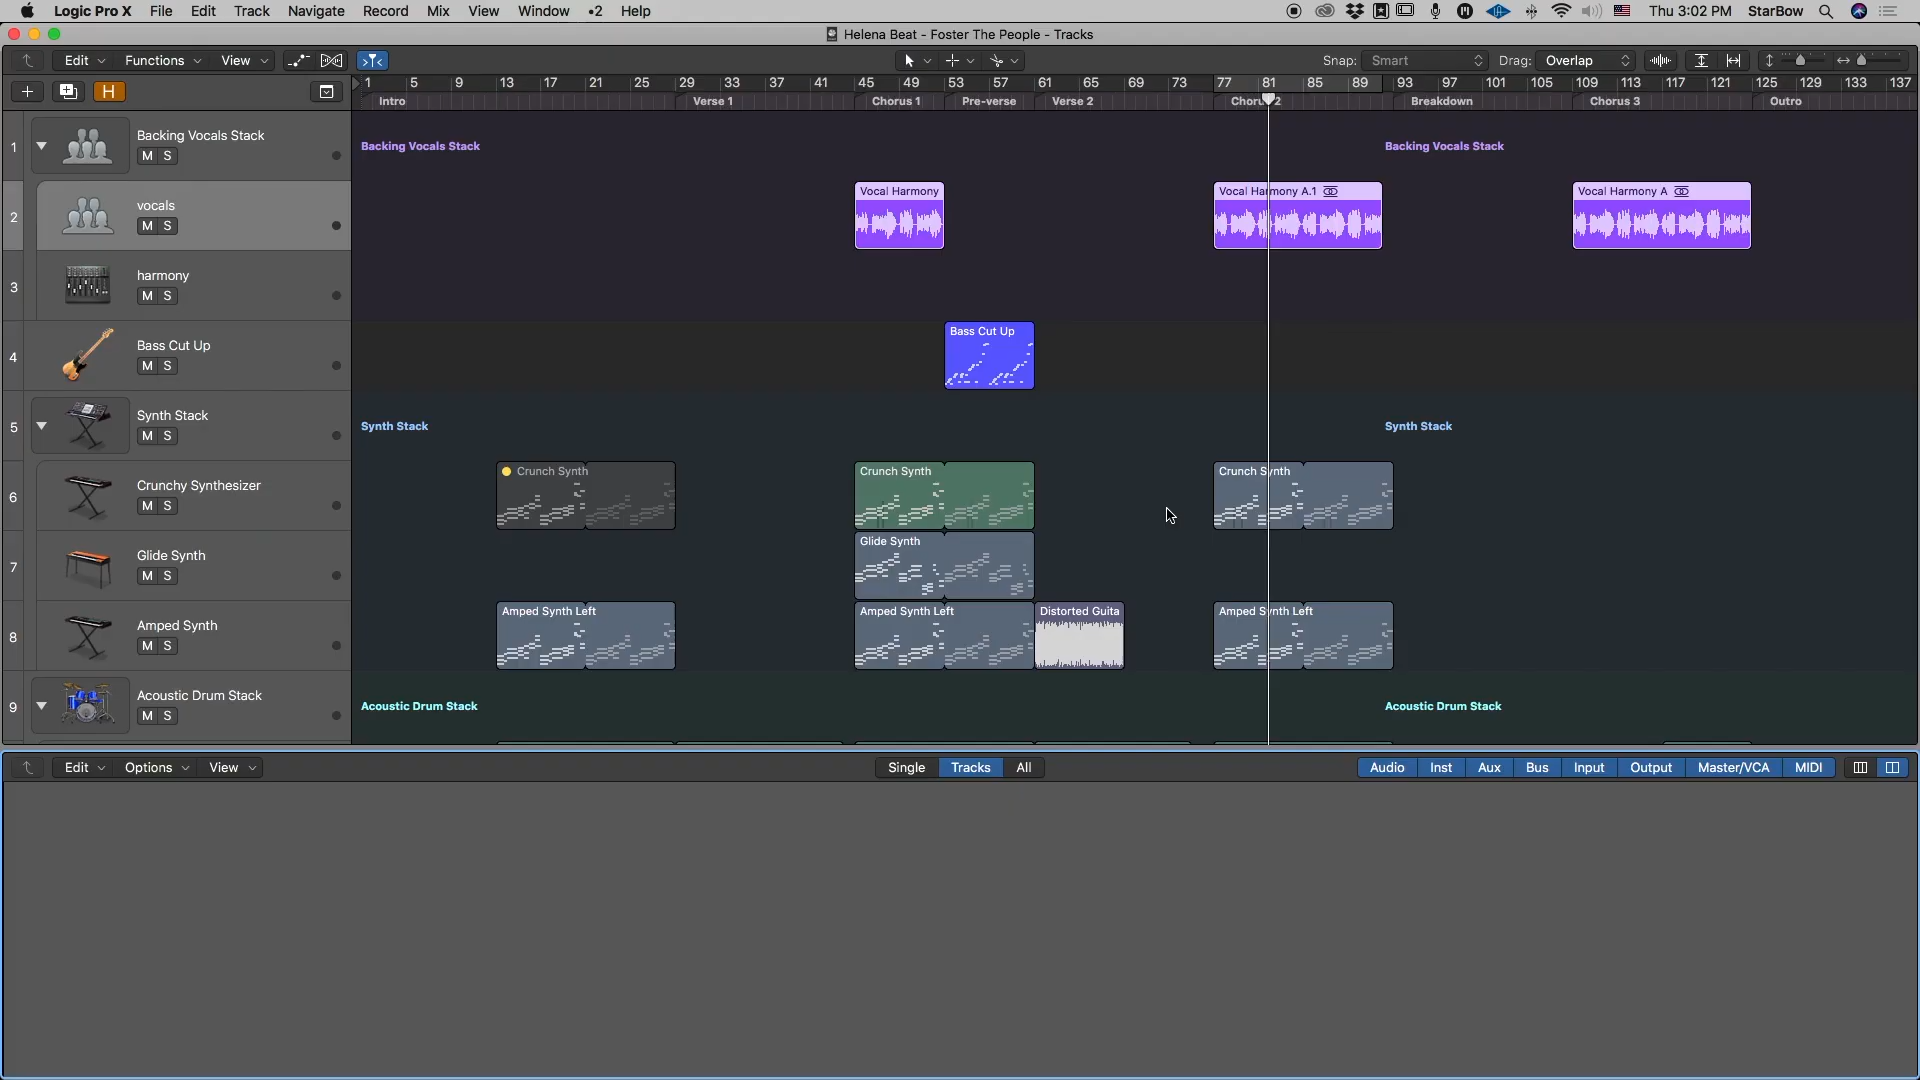 Logic Pro X File Edit Track Navigate Record Mix View Window •2 Help Thu 3:02 PM StarBow
Helena Beat - Foster The People - Tracks
Edit Functions View Snap: Smart Drag: Overlap
H 1 5 9 13 17 21 25 29 33 37 41 45 49 53 57 61 65 69 73 77 81 85 89 93 97 101 105 109 113 117 121 125 129 133 137
Intro Verse 1 Chorus 1 Pre-verse Verse 2 Chorus 2 Breakdown Chorus 3 Outro
1 Backing Vocals Stack M S Backing Vocals Stack Backing Vocals Stack
2 vocals M S Vocal Harmony Vocal Harmony A.1 Vocal Harmony A
3 harmony M S
4 Bass Cut Up M S Bass Cut Up
5 Synth Stack M S Synth Stack Synth Stack
6 Crunchy Synthesizer M S Crunch Synth Crunch Synth Crunch Synth
7 Glide Synth M S Glide Synth
8 Amped Synth M S Amped Synth Left Amped Synth Left Distorted Guita Amped Synth Left
9 Acoustic Drum Stack M S Acoustic Drum Stack Acoustic Drum Stack
Edit Options View Single Tracks All Audio Inst Aux Bus Input Output Master/VCA MIDI